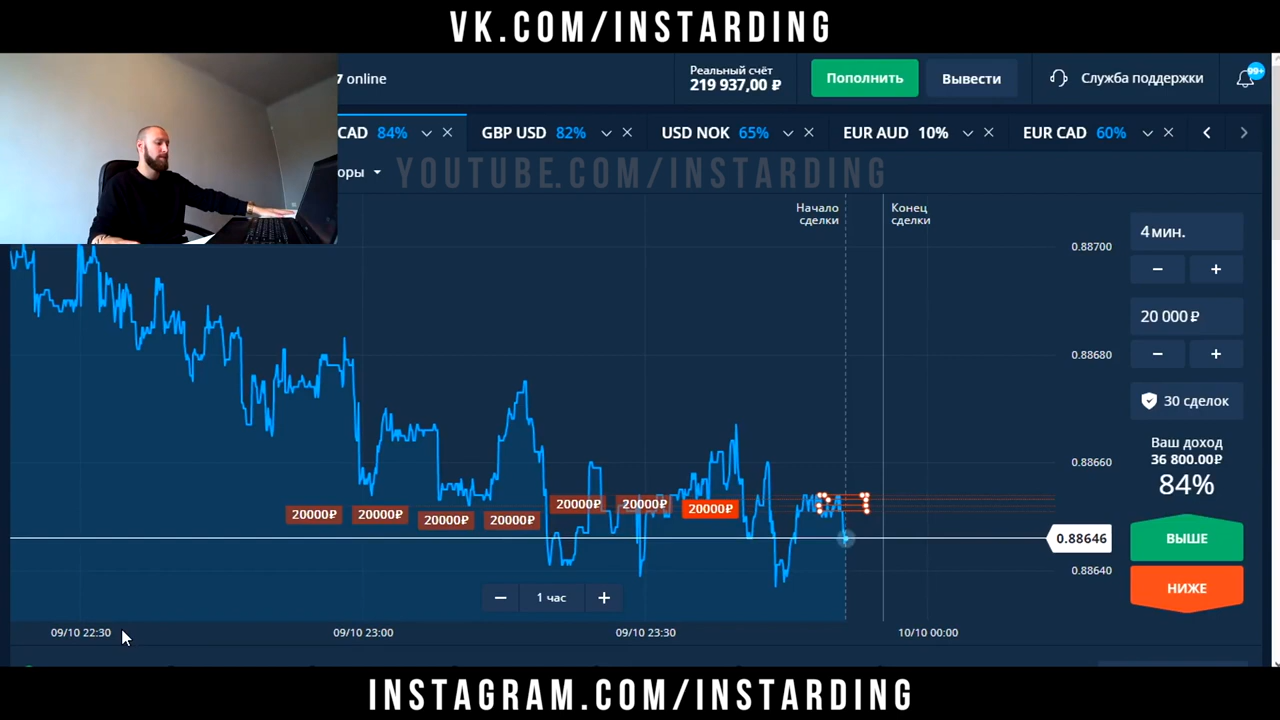 VK.COM/INSTARDING
7 online
Реальный счёт
219 937,00 ₽
Пополнить
Вывести
Служба поддержки
99+
CAD 84%
GBP USD 82%
USD NOK 65%
EUR AUD 10%
EUR CAD 60%
оры
YOUTUBE.COM/INSTARDING
Начало
сделки
Конец
сделки
4 мин.
0.88700
20 000 ₽
0.88680
30 сделок
Ваш доход
36 800.00₽
84%
0.88660
20000₽
20000₽
20000₽
20000₽
20000₽
20000₽
20000₽
0.88646
ВЫШЕ
0.88640
НИЖЕ
1 час
09/10 22:30
09/10 23:00
09/10 23:30
10/10 00:00
INSTAGRAM.COM/INSTARDING